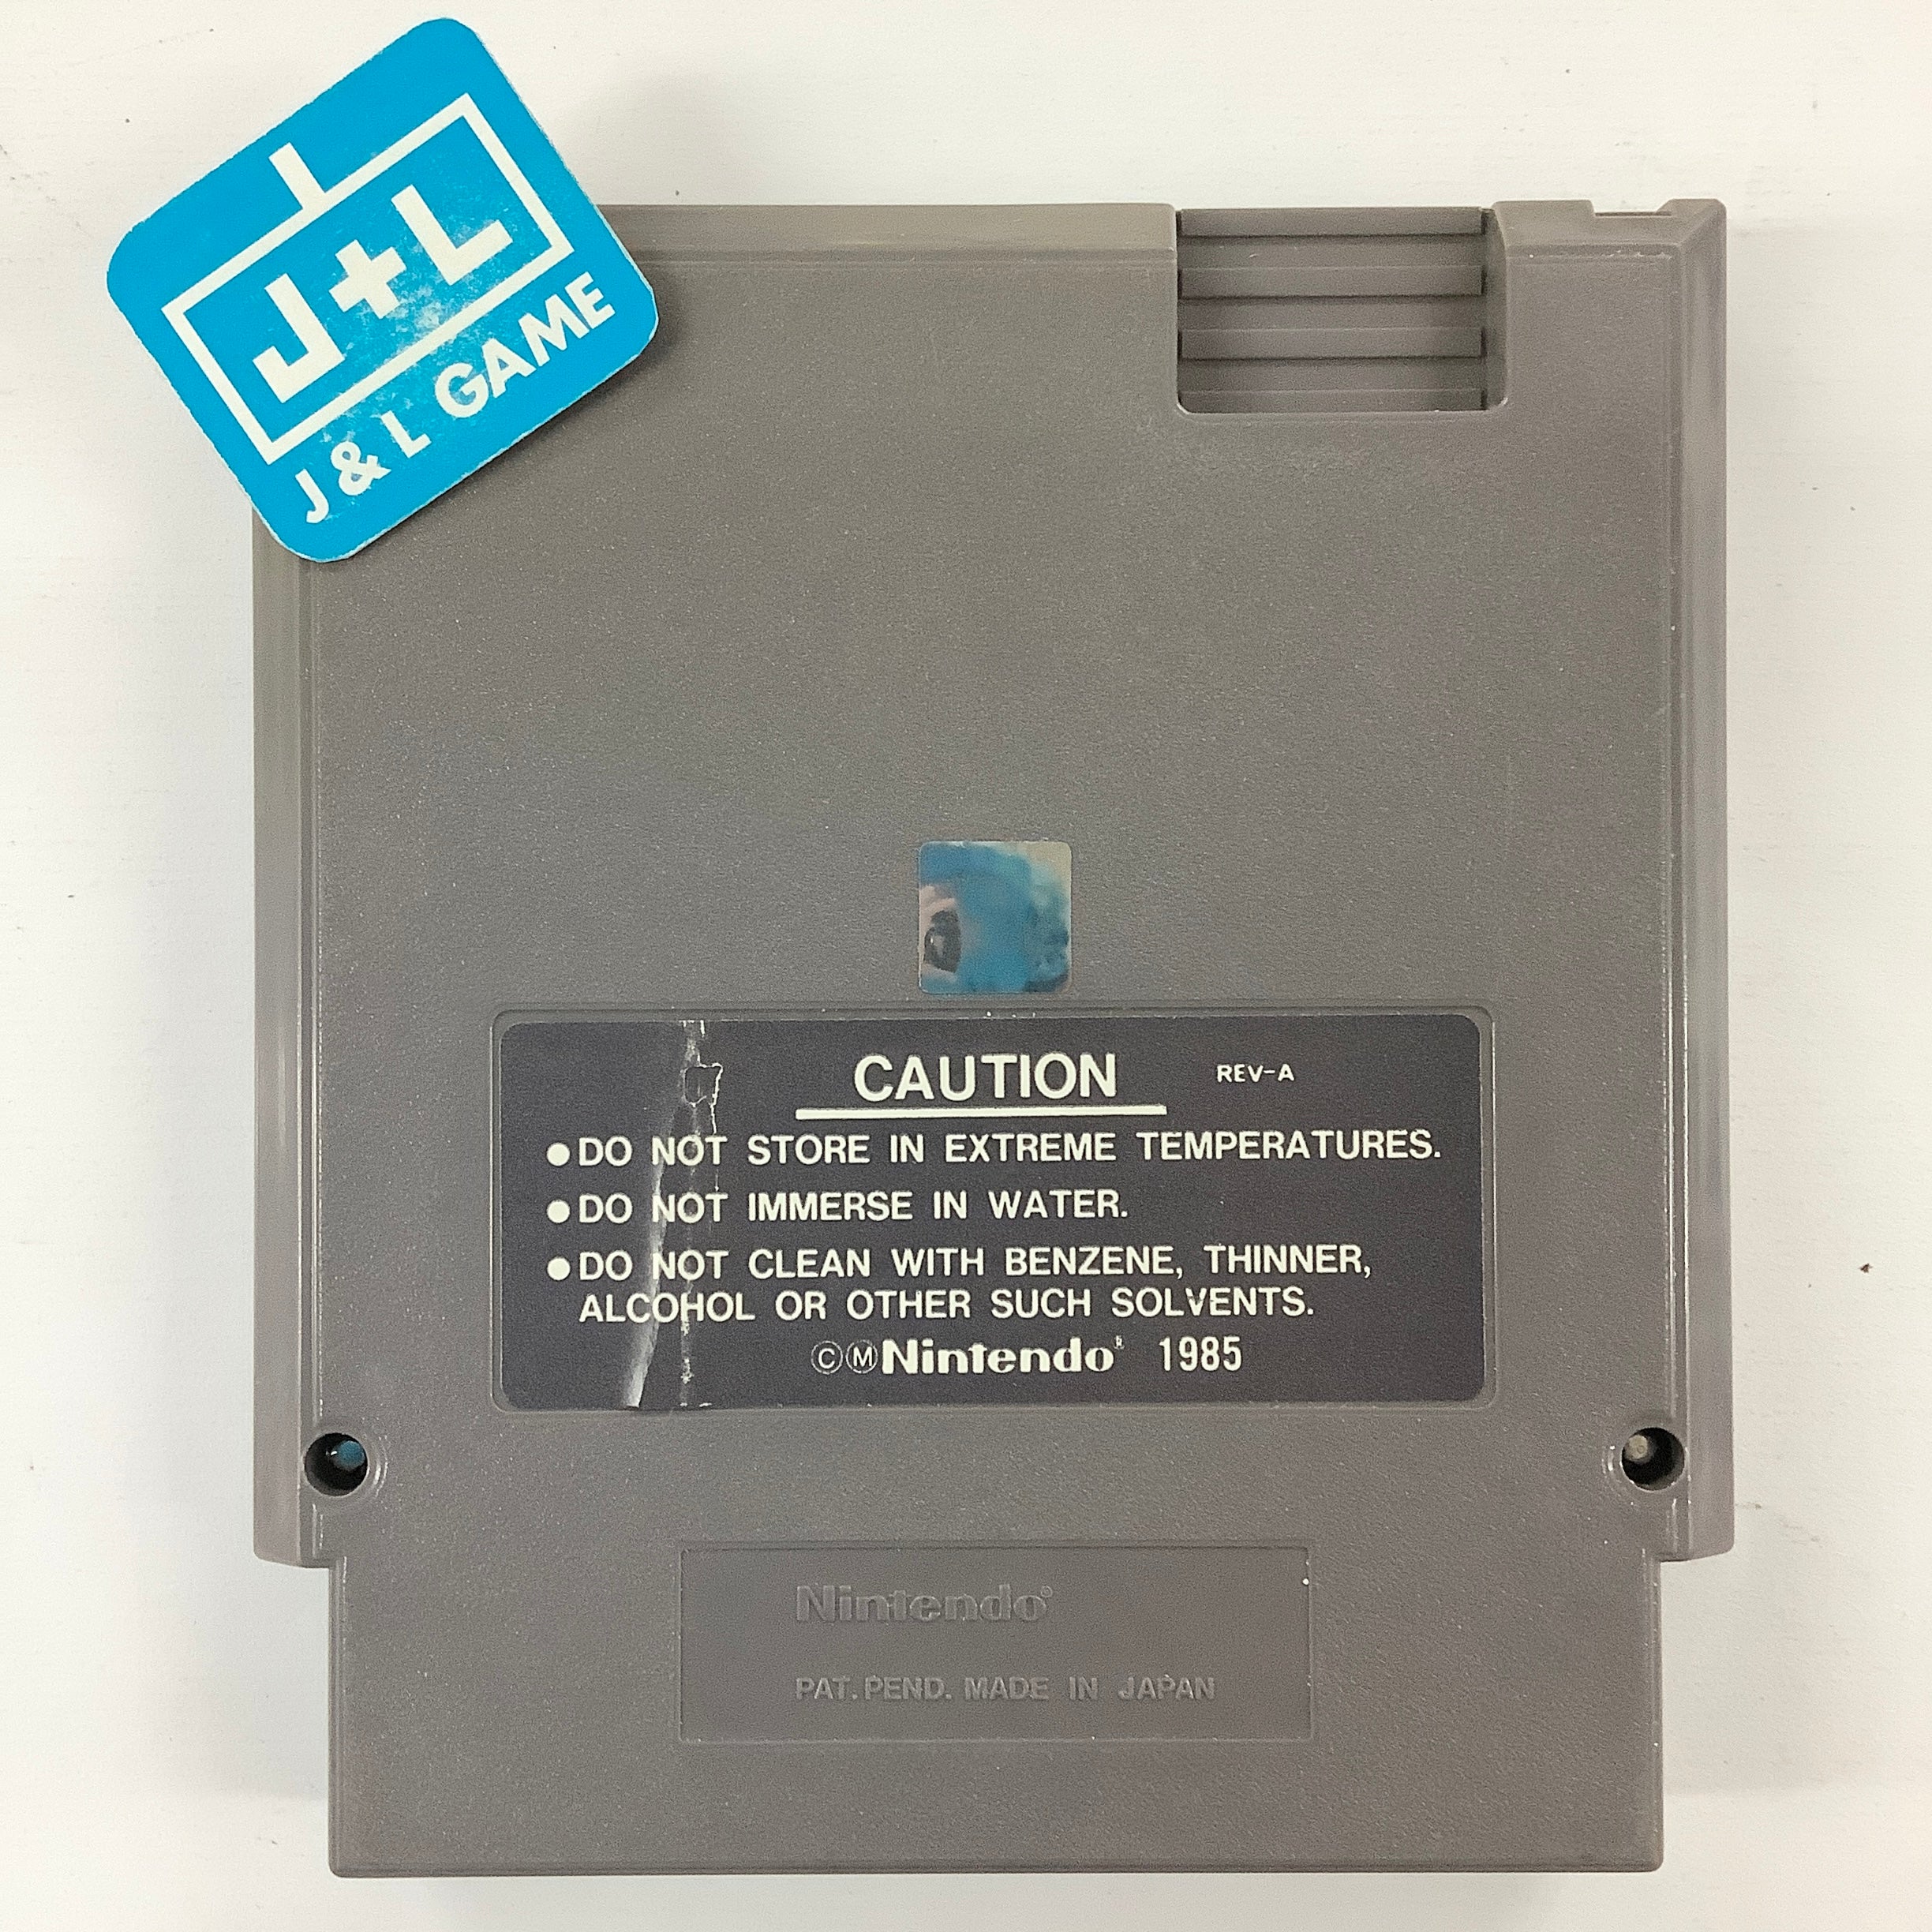 J+L
J & L GAME
CAUTION REV-A
●DO NOT STORE IN EXTREME TEMPERATURES.
●DO NOT IMMERSE IN WATER.
●DO NOT CLEAN WITH BENZENE, THINNER,
ALCOHOL OR OTHER SUCH SOLVENTS.
ⒸⓂNintendo® 1985
Nintendo®
PAT. PEND. MADE IN JAPAN